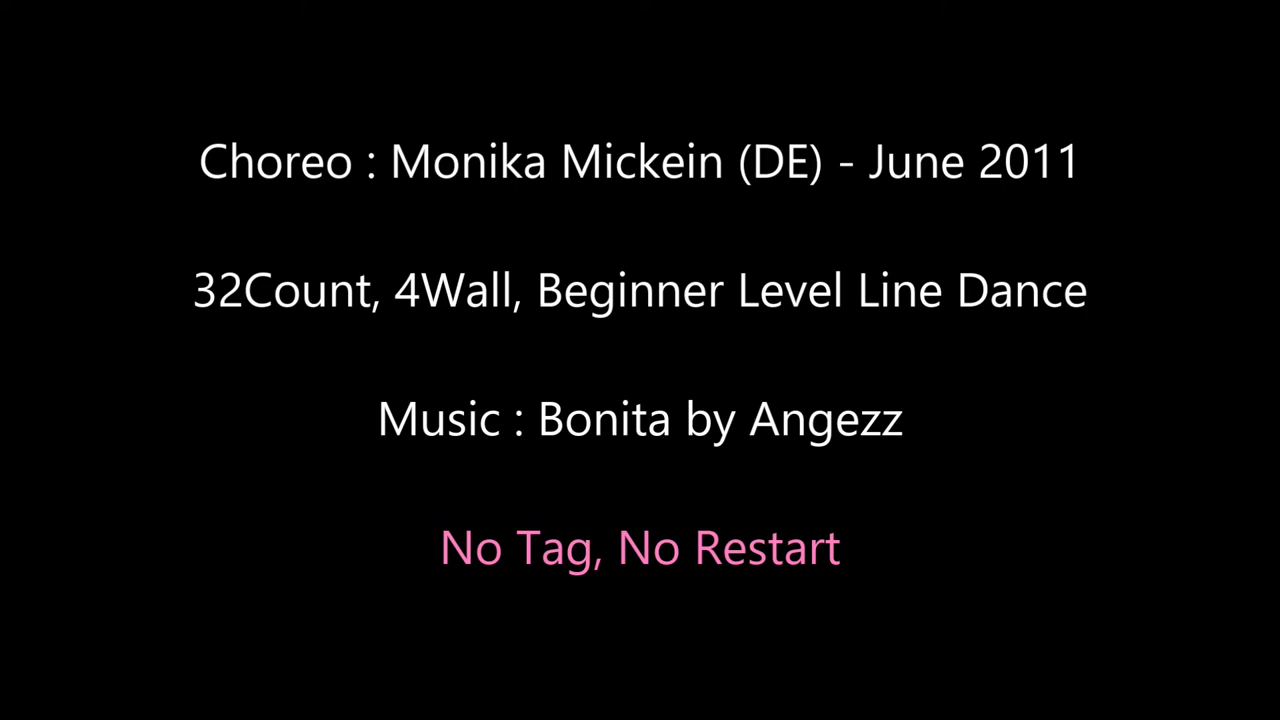 Choreo : Monika Mickein (DE) - June 2011
32Count, 4Wall, Beginner Level Line Dance
Music : Bonita by Angezz
No Tag, No Restart